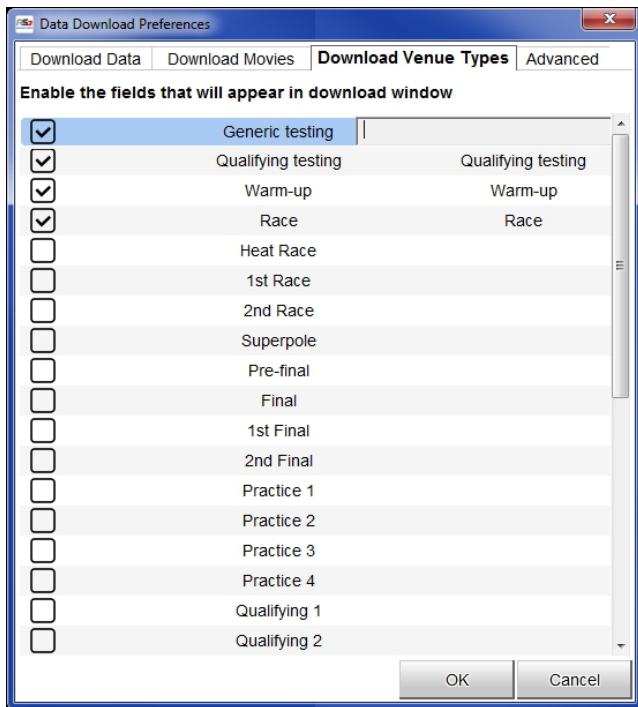 RS2 Data Download Preferences
Download Data Download Movies Download Venue Types Advanced
Enable the fields that will appear in download window
Generic testing
Qualifying testing Qualifying testing
Warm-up Warm-up
Race Race
Heat Race
1st Race
2nd Race
Superpole
Pre-final
Final
1st Final
2nd Final
Practice 1
Practice 2
Practice 3
Practice 4
Qualifying 1
Qualifying 2
OK Cancel